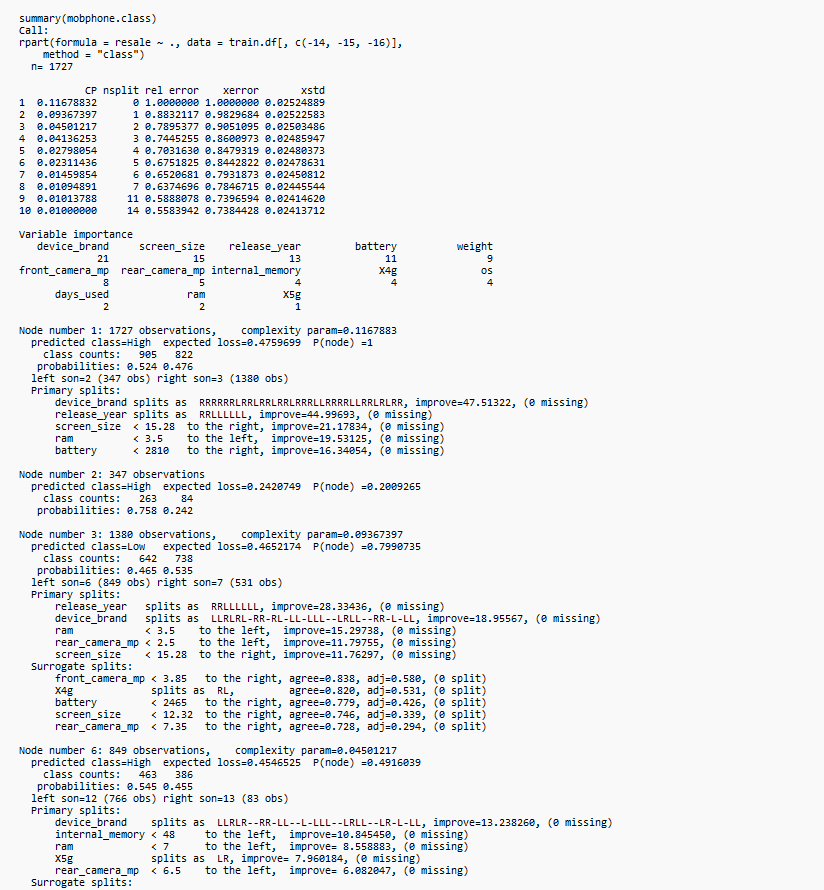 summary(mobphone.class)
Call:
rpart(formula = resale ~ ., data = train.df[, c(-14, -15, -16)],
    method = "class")
  n= 1727

           CP nsplit rel error    xerror       xstd
1  0.11678832      0 1.0000000 1.0000000 0.02524889
2  0.09367397      1 0.8832117 0.9829684 0.02522583
3  0.04501217      2 0.7895377 0.9051095 0.02503486
4  0.04136253      3 0.7445255 0.8600973 0.02485947
5  0.02798054      4 0.7031630 0.8479319 0.02480373
6  0.02311436      5 0.6751825 0.8442822 0.02478631
7  0.01459854      6 0.6520681 0.7931873 0.02450812
8  0.01094891      7 0.6374696 0.7846715 0.02445544
9  0.01013788     11 0.5888078 0.7396594 0.02414620
10 0.01000000     14 0.5583942 0.7384428 0.02413712

Variable importance
   device_brand     screen_size    release_year         battery          weight
             21              15              13              11               9
front_camera_mp  rear_camera_mp internal_memory             X4g              os
              8               5               4               4               4
      days_used             ram             X5g
              2               2               1

Node number 1: 1727 observations,    complexity param=0.1167883
  predicted class=High  expected loss=0.4759699  P(node) =1
    class counts:   905   822
   probabilities: 0.524 0.476
  left son=2 (347 obs) right son=3 (1380 obs)
  Primary splits:
      device_brand splits as  RRRRRRLRRLRRLRRLRRRLLRRRRLLRRLRLRR, improve=47.51322, (0 missing)
      release_year splits as  RRLLLLLL, improve=44.99693, (0 missing)
      screen_size  < 15.28  to the right, improve=21.17834, (0 missing)
      ram          < 3.5    to the left,  improve=19.53125, (0 missing)
      battery      < 2810   to the right, improve=16.34054, (0 missing)

Node number 2: 347 observations
  predicted class=High  expected loss=0.2420749  P(node) =0.2009265
    class counts:   263    84
   probabilities: 0.758 0.242

Node number 3: 1380 observations,    complexity param=0.09367397
  predicted class=Low   expected loss=0.4652174  P(node) =0.7990735
    class counts:   642   738
   probabilities: 0.465 0.535
  left son=6 (849 obs) right son=7 (531 obs)
  Primary splits:
      release_year   splits as  RRLLLLLL, improve=28.33436, (0 missing)
      device_brand   splits as  LLRLRL-RR-RL-LL-LLL--LRLL--RR-L-LL, improve=18.95567, (0 missing)
      ram            < 3.5    to the left,  improve=15.29738, (0 missing)
      rear_camera_mp < 2.5    to the left,  improve=11.79755, (0 missing)
      screen_size    < 15.28  to the right, improve=11.76297, (0 missing)
  Surrogate splits:
      front_camera_mp < 3.85   to the right, agree=0.838, adj=0.580, (0 split)
      X4g             splits as  RL,         agree=0.820, adj=0.531, (0 split)
      battery         < 2465   to the right, agree=0.779, adj=0.426, (0 split)
      screen_size     < 12.32  to the right, agree=0.746, adj=0.339, (0 split)
      rear_camera_mp  < 7.35   to the right, agree=0.728, adj=0.294, (0 split)

Node number 6: 849 observations,    complexity param=0.04501217
  predicted class=High  expected loss=0.4546525  P(node) =0.4916039
    class counts:   463   386
   probabilities: 0.545 0.455
  left son=12 (766 obs) right son=13 (83 obs)
  Primary splits:
      device_brand    splits as  LLRLR--RR-LL--L-LLL--LRLL--LR-L-LL, improve=13.238260, (0 missing)
      internal_memory < 48     to the left,  improve=10.845450, (0 missing)
      ram             < 7      to the left,  improve= 8.558883, (0 missing)
      X5g             splits as  LR, improve= 7.960184, (0 missing)
      rear_camera_mp  < 6.5    to the left,  improve= 6.082047, (0 missing)
  Surrogate splits: